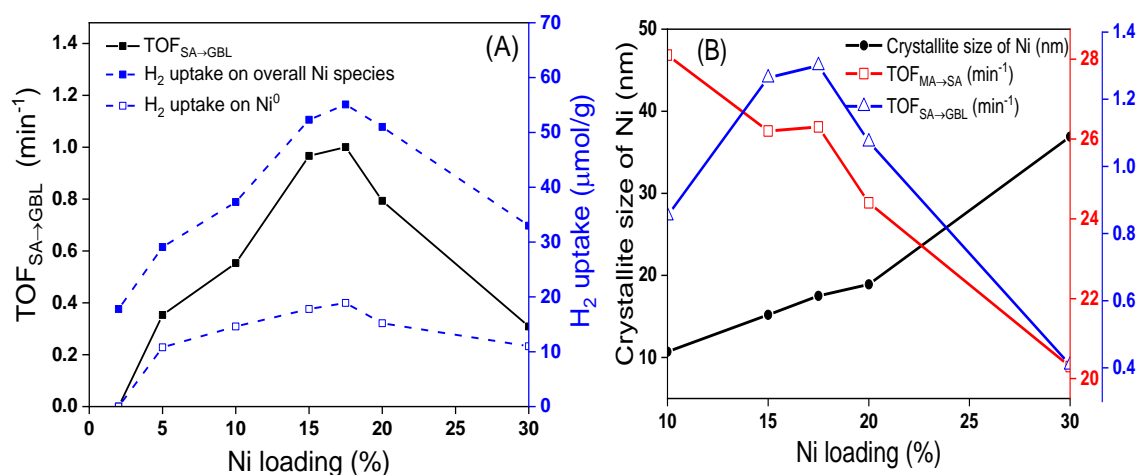 (A)
TOF_SA→GBL
H₂ uptake on overall Ni species
H₂ uptake on Ni⁰
TOF_SA→GBL (min⁻¹)
1.4
1.2
1.0
0.8
0.6
0.4
0.2
0.0
70
60
50
40
30
20
10
0
H₂ uptake (μmol/g)
0 5 10 15 20 25 30
Ni loading (%)
(B)
Crystallite size of Ni (nm)
TOF_MA→SA (min⁻¹)
TOF_SA→GBL (min⁻¹)
Crystallite size of Ni (nm)
50
40
30
20
10
28
26
24
22
20
1.4
1.2
1.0
0.8
0.6
0.4
10 15 20 25 30
Ni loading (%)